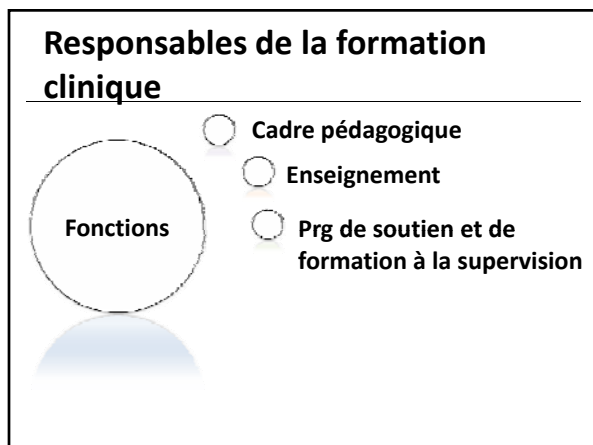 Responsables de la formation
clinique
Cadre pédagogique
Enseignement
Fonctions
Prg de soutien et de
formation à la supervision